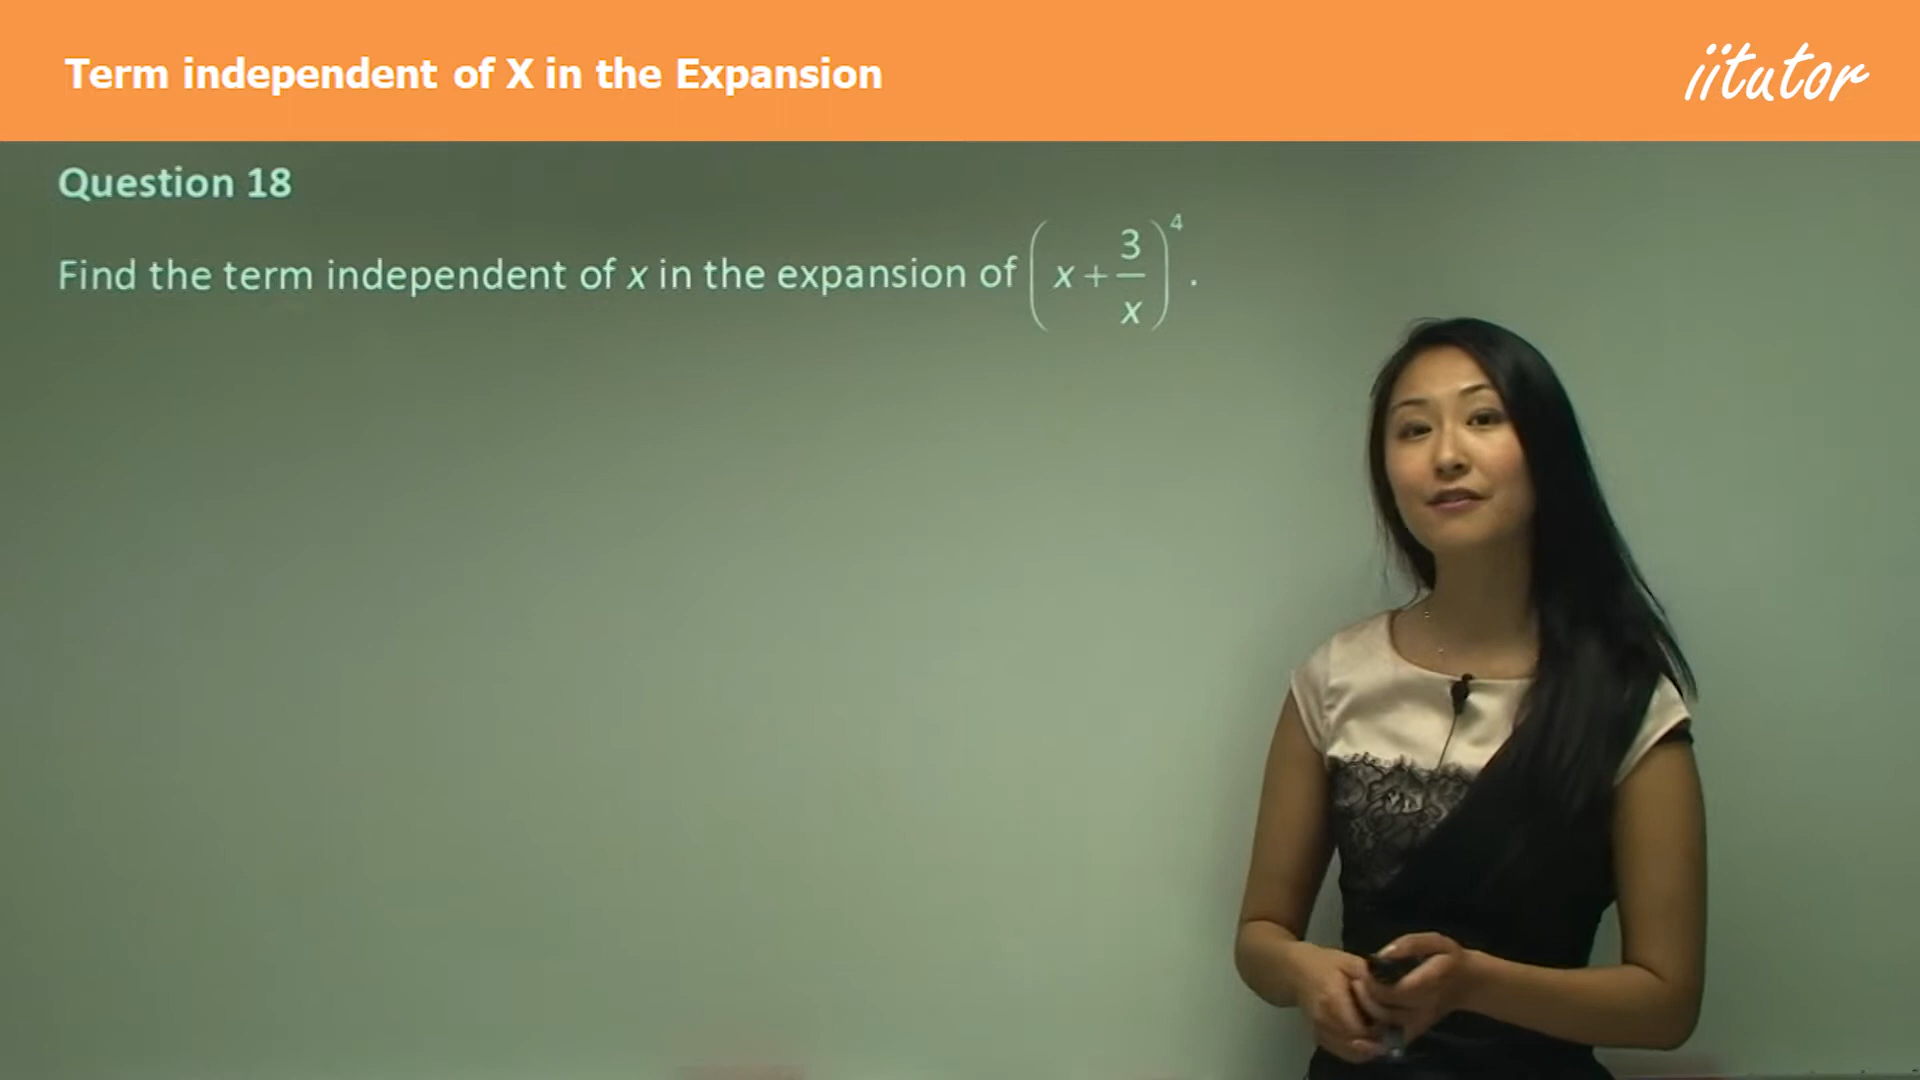 Term independent of X in the Expansion
iitutor
Question 18
Find the term independent of x in the expansion of (x + 3/x)^4 .